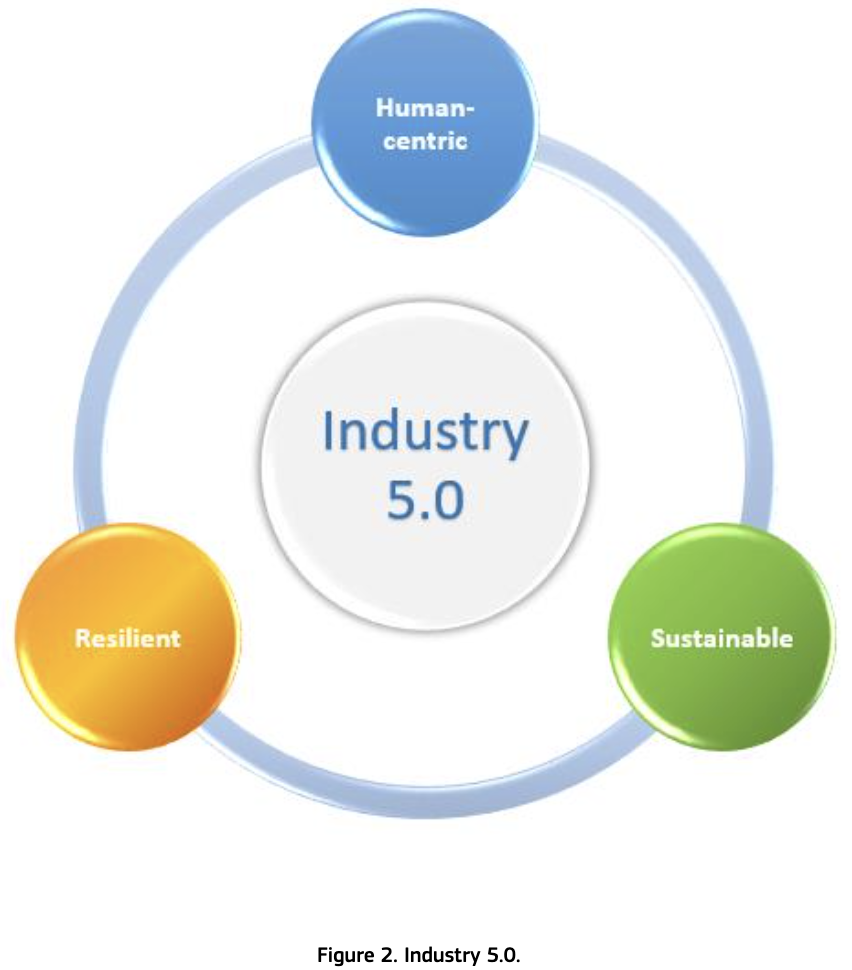 Human-
centric
Industry
5.0
Resilient
Sustainable
Figure 2. Industry 5.0.